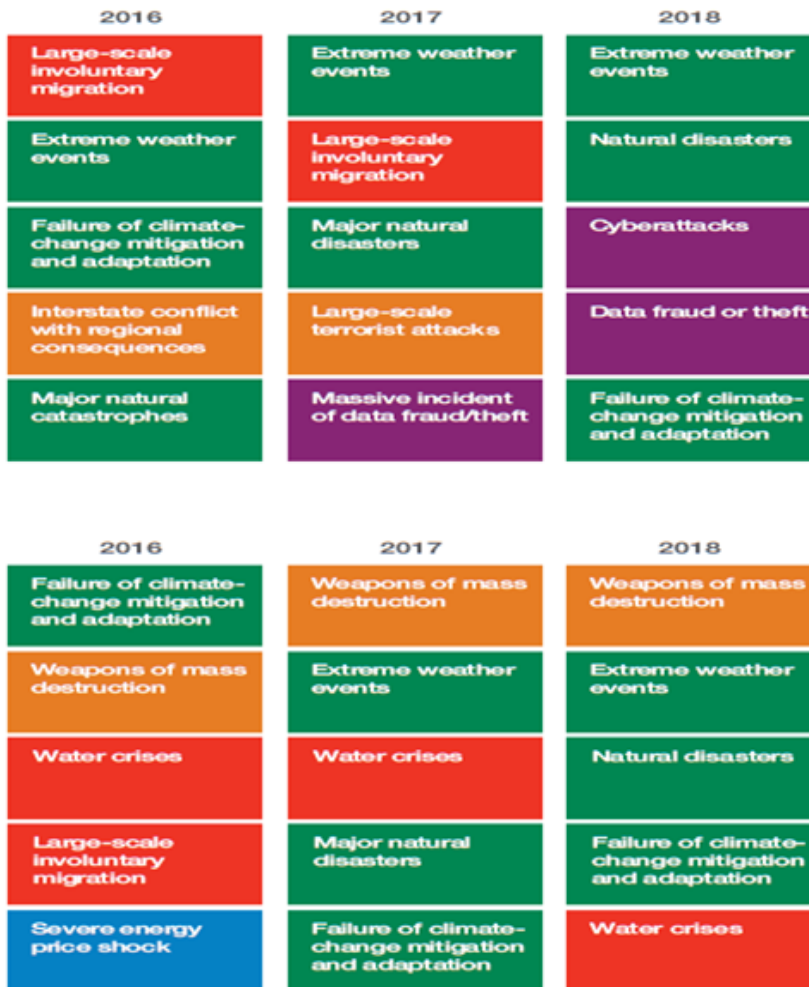 2016 2017 2018
Large-scale
involuntary
migration
Extreme weather
events
Extreme weather
events
Extreme weather
events
Large-scale
involuntary
migration
Natural disasters
Failure of climate-
change mitigation
and adaptation
Major natural
disasters
Cyberattacks
Interstate conflict
with regional
consequences
Large-scale
terrorist attacks
Data fraud or theft
Major natural
catastrophes
Massive incident
of data fraud/theft
Failure of climate-
change mitigation
and adaptation
2016 2017 2018
Failure of climate-
change mitigation
and adaptation
Weapons of mass
destruction
Weapons of mass
destruction
Weapons of mass
destruction
Extreme weather
events
Extreme weather
events
Water crises
Water crises
Natural disasters
Large-scale
involuntary
migration
Major natural
disasters
Failure of climate-
change mitigation
and adaptation
Severe energy
price shock
Failure of climate-
change mitigation
and adaptation
Water crises